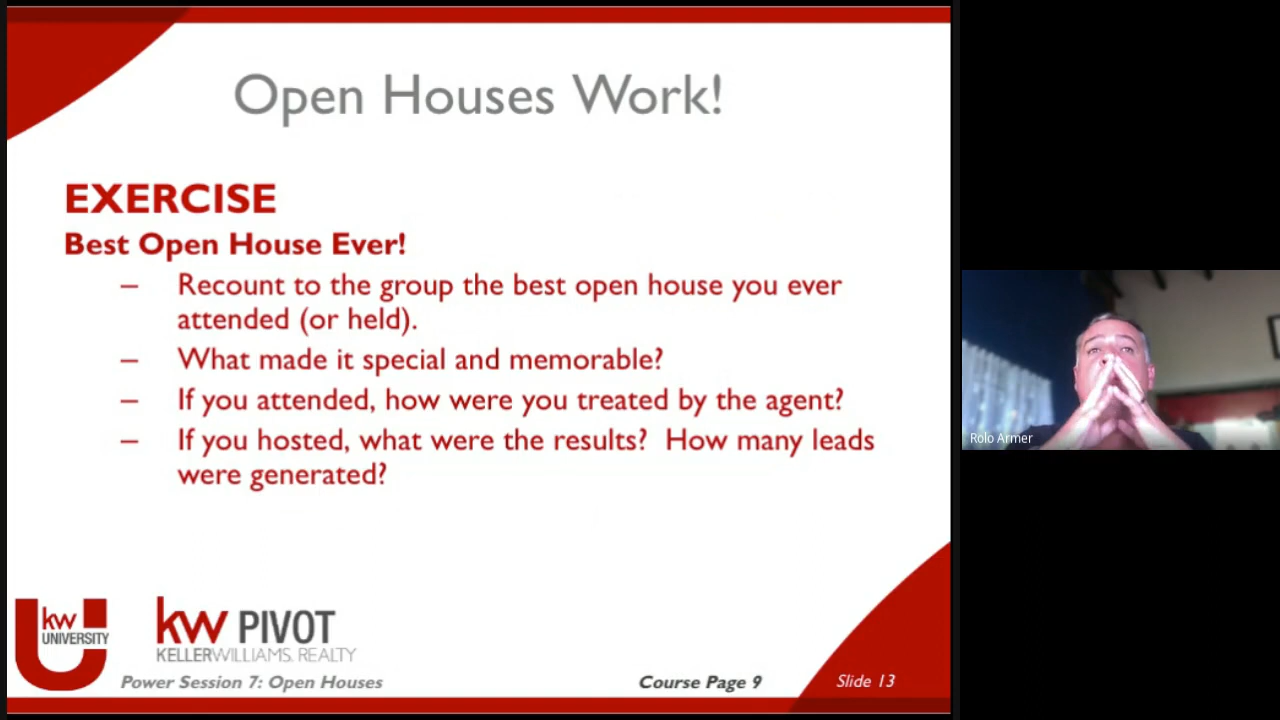 Open Houses Work!
EXERCISE
Best Open House Ever!
– Recount to the group the best open house you ever
attended (or held).
– What made it special and memorable?
– If you attended, how were you treated by the agent?
– If you hosted, what were the results? How many leads
were generated?
kw
UNIVERSITY
kw PIVOT
KELLERWILLIAMS. REALTY
Power Session 7: Open Houses
Course Page 9
Slide 13
Rolo Armer